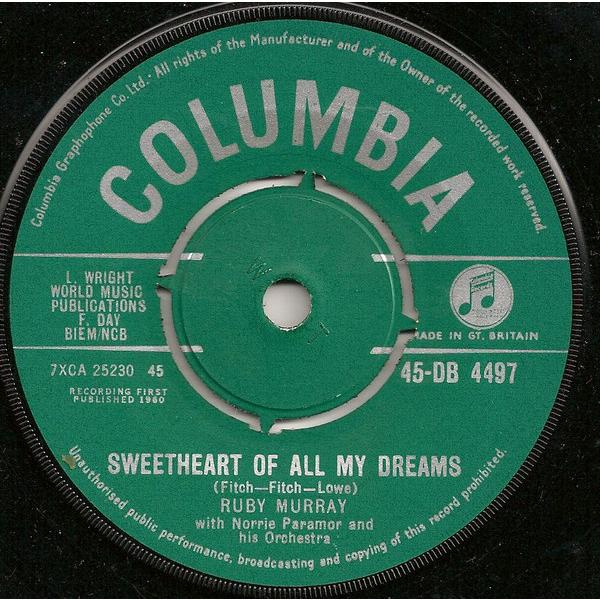 Columbia Graphophone Co. Ltd. · All rights of the Manufacturer and of the Owner of the recorded work reserved.
COLUMBIA
L. WRIGHT
WORLD MUSIC
PUBLICATIONS
F. DAY
BIEM/NCB
MADE IN GT. BRITAIN
7XCA 25230 45
45-DB 4497
RECORDING FIRST
PUBLISHED 1960
SWEETHEART OF ALL MY DREAMS
(Fitch—Fitch—Lowe)
RUBY MURRAY
with Norrie Paramor and
his Orchestra
Unauthorised public performance, broadcasting and copying of this record prohibited.